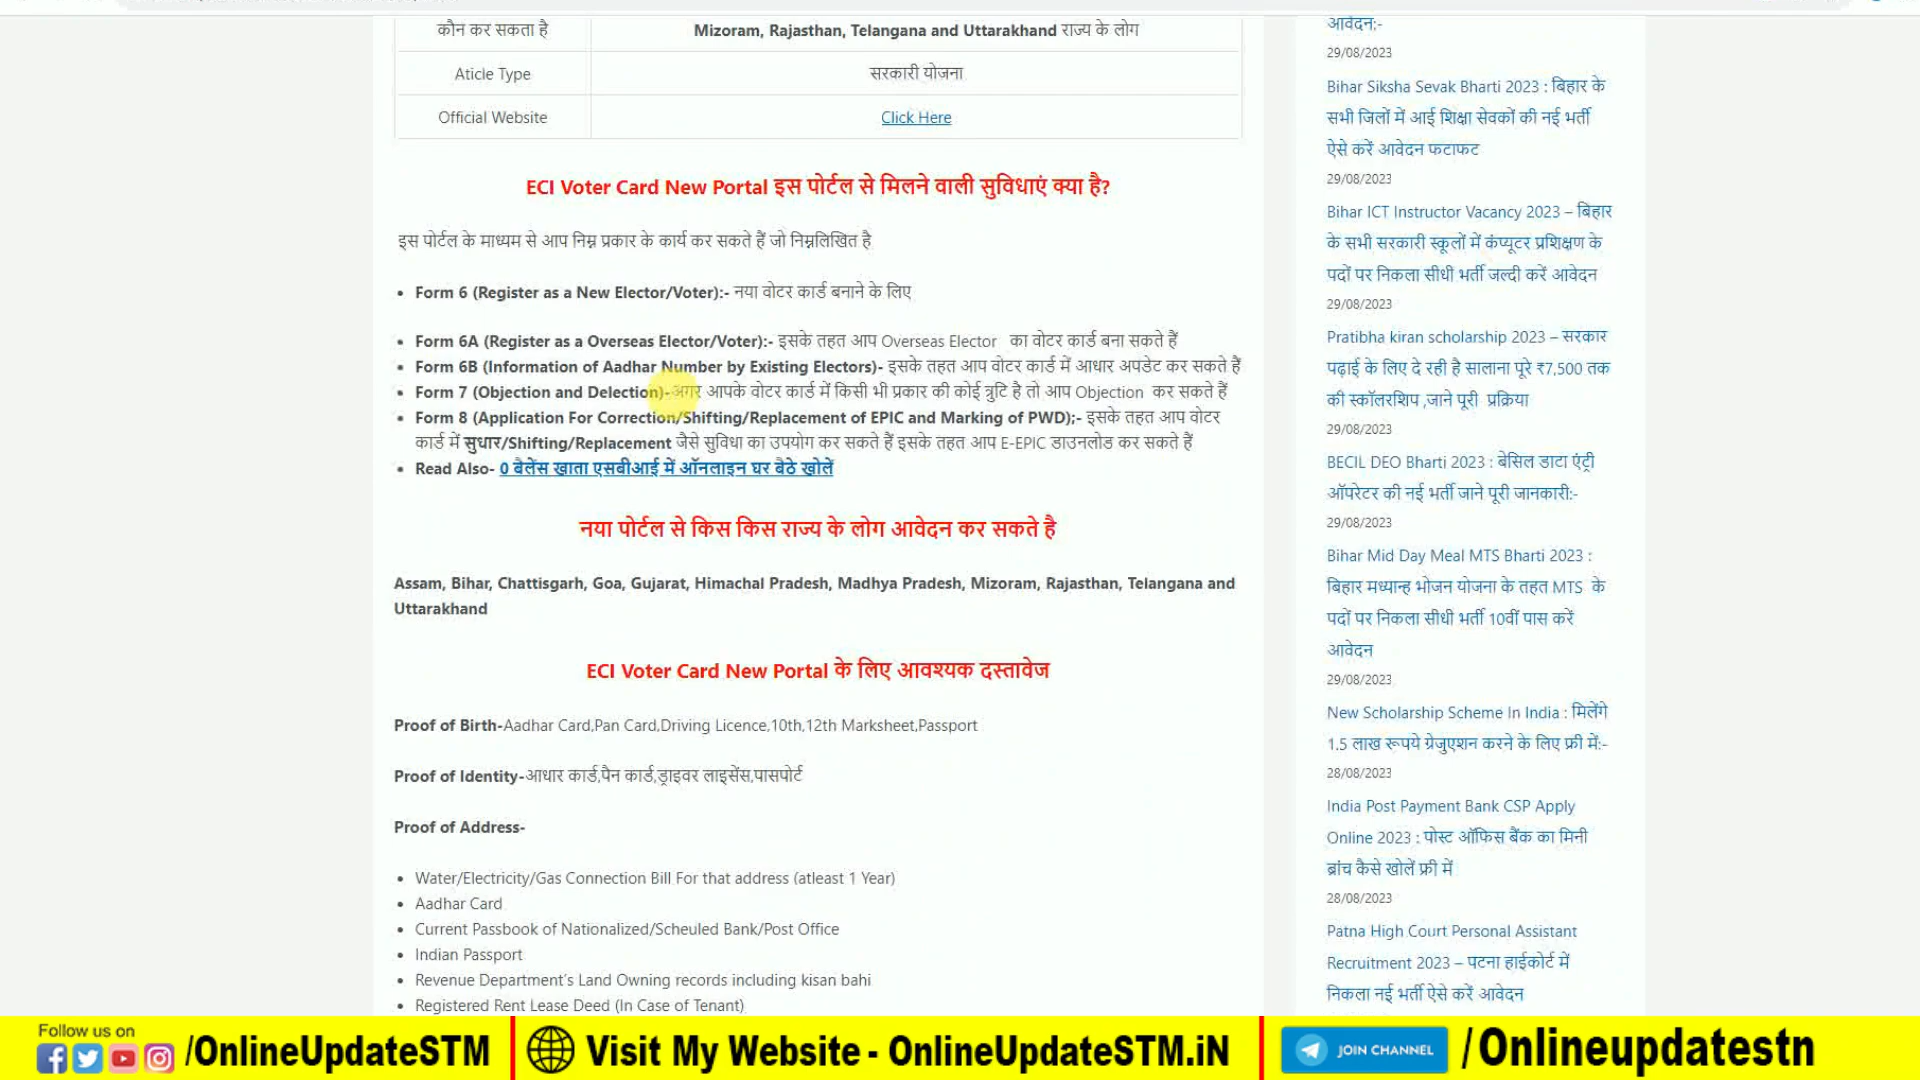 कौन कर सकता है
Mizoram, Rajasthan, Telangana and Uttarakhand राज्य के लोग
Aticle Type
सरकारी योजना
Official Website
Click Here
ECI Voter Card New Portal इस पोर्टल से मिलने वाली सुविधाएं क्या है?
इस पोर्टल के माध्यम से आप निम्न प्रकार के कार्य कर सकते हैं जो निम्नलिखित है
Form 6 (Register as a New Elector/Voter):- नया वोटर कार्ड बनाने के लिए
Form 6A (Register as a Overseas Elector/Voter):- इसके तहत आप Overseas Elector का वोटर कार्ड बना सकते हैं
Form 6B (Information of Aadhar Number by Existing Electors)- इसके तहत आप वोटर कार्ड में आधार अपडेट कर सकते हैं
Form 7 (Objection and Delection)-अगर आपके वोटर कार्ड में किसी भी प्रकार की कोई त्रुटि है तो आप Objection कर सकते हैं
Form 8 (Application For Correction/Shifting/Replacement of EPIC and Marking of PWD);- इसके तहत आप वोटर
कार्ड में सुधार/Shifting/Replacement जैसे सुविधा का उपयोग कर सकते हैं इसके तहत आप E-EPIC डाउनलोड कर सकते हैं
Read Also- 0 बैलेंस खाता एसबीआई में ऑनलाइन घर बैठे खोलें
नया पोर्टल से किस किस राज्य के लोग आवेदन कर सकते है
Assam, Bihar, Chattisgarh, Goa, Gujarat, Himachal Pradesh, Madhya Pradesh, Mizoram, Rajasthan, Telangana and
Uttarakhand
ECI Voter Card New Portal के लिए आवश्यक दस्तावेज
Proof of Birth-Aadhar Card,Pan Card,Driving Licence,10th,12th Marksheet,Passport
Proof of Identity-आधार कार्ड,पैन कार्ड,ड्राइवर लाइसेंस,पासपोर्ट
Proof of Address-
Water/Electricity/Gas Connection Bill For that address (atleast 1 Year)
Aadhar Card
Current Passbook of Nationalized/Scheuled Bank/Post Office
Indian Passport
Revenue Department's Land Owning records including kisan bahi
Registered Rent Lease Deed (In Case of Tenant)
आवेदन:-
29/08/2023
Bihar Siksha Sevak Bharti 2023 : बिहार के
सभी जिलों में आई शिक्षा सेवकों की नई भर्ती
ऐसे करें आवेदन फटाफट
29/08/2023
Bihar ICT Instructor Vacancy 2023 – बिहार
के सभी सरकारी स्कूलों में कंप्यूटर प्रशिक्षण के
पदों पर निकला सीधी भर्ती जल्दी करें आवेदन
29/08/2023
Pratibha kiran scholarship 2023 – सरकार
पढ़ाई के लिए दे रही है सालाना पूरे ₹7,500 तक
की स्कॉलरशिप ,जाने पूरी प्रक्रिया
29/08/2023
BECIL DEO Bharti 2023 : बेसिल डाटा एंट्री
ऑपरेटर की नई भर्ती जाने पूरी जानकारी:-
29/08/2023
Bihar Mid Day Meal MTS Bharti 2023 :
बिहार मध्यान्ह भोजन योजना के तहत MTS के
पदों पर निकला सीधी भर्ती 10वीं पास करें
आवेदन
29/08/2023
New Scholarship Scheme In India : मिलेंगे
1.5 लाख रूपये ग्रेजुएशन करने के लिए फ्री में:-
28/08/2023
India Post Payment Bank CSP Apply
Online 2023 : पोस्ट ऑफिस बैंक का मिनी
ब्रांच कैसे खोलें फ्री में
28/08/2023
Patna High Court Personal Assistant
Recruitment 2023 – पटना हाईकोर्ट में
निकला नई भर्ती ऐसे करें आवेदन
Follow us on
/OnlineUpdateSTM
Visit My Website - OnlineUpdateSTM.iN
JOIN CHANNEL
/Onlineupdatestn